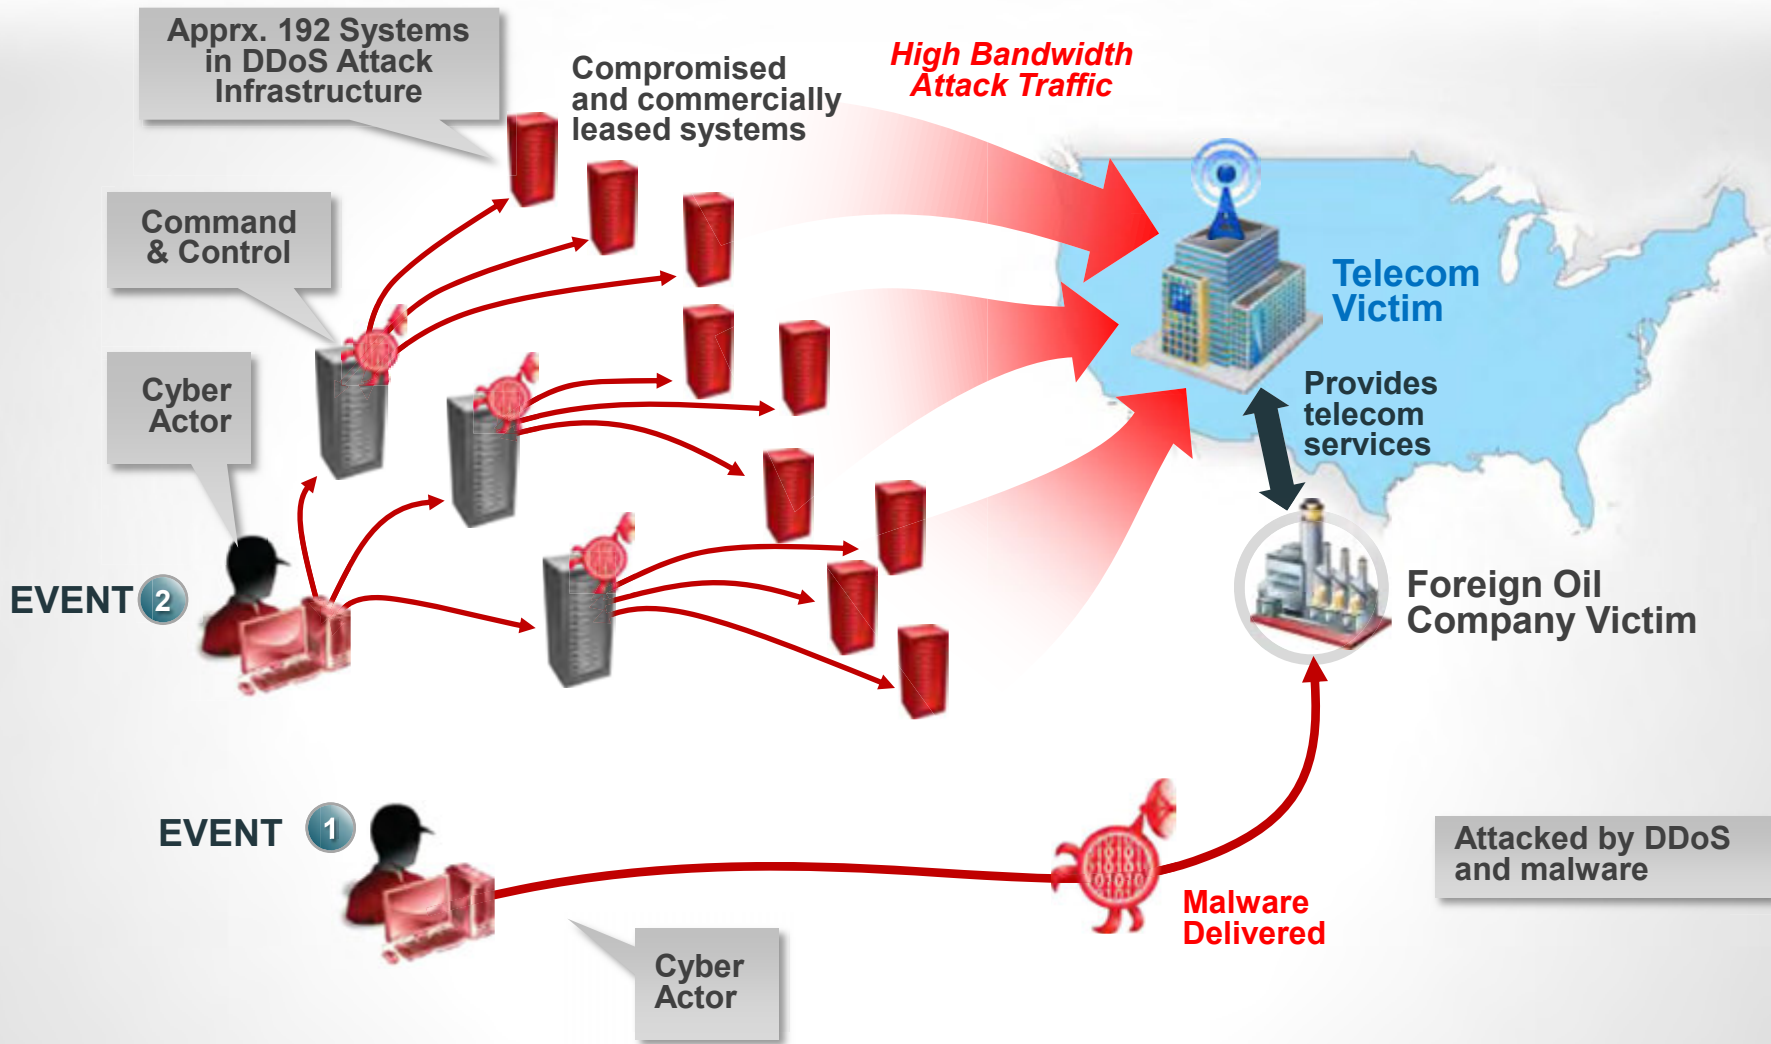 Apprx. 192 Systems
in DDoS Attack
Infrastructure
Compromised
and commercially
leased systems
High Bandwidth
Attack Traffic
Command
& Control
Telecom
Victim
Cyber
Actor
Provides
telecom
services
EVENT 2
Foreign Oil
Company Victim
EVENT 1
Attacked by DDoS
and malware
Malware
Delivered
Cyber
Actor